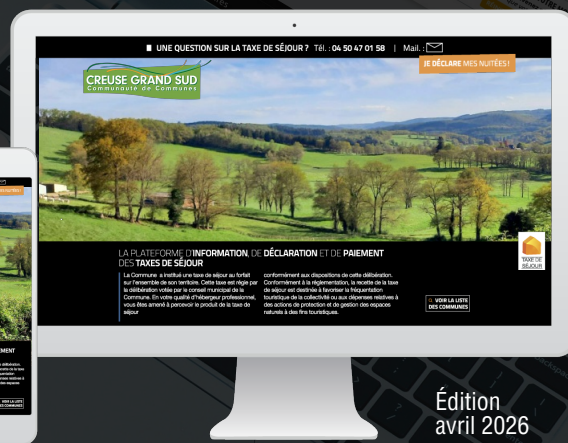 UNE QUESTION SUR LA TAXE DE SÉJOUR ? Tél. : 04 50 47 01 58 | Mail. :
JE DÉCLARE MES NUITÉES !
CREUSE GRAND SUD
Communauté de Communes
LA PLATEFORME D'INFORMATION, DE DÉCLARATION ET DE PAIEMENT
DES TAXES DE SÉJOUR
La Commune a institué une taxe de séjour au forfait
sur l'ensemble de son territoire. Cette taxe est régie par
la délibération votée par le conseil municipal de la
Commune. En votre qualité d'hébergeur professionnel,
vous êtes amené à percevoir le produit de la taxe de
séjour
conformément aux dispositions de cette délibération.
Conformément à la réglementation, la recette de la taxe
de séjour est destinée à favoriser la fréquentation
touristique de la collectivité ou aux dépenses relatives à
des actions de protection et de gestion des espaces
naturels à des fins touristiques.
TAXE DE
SÉJOUR
VOIR LA LISTE
DES COMMUNES
VOIR LA LISTE
DES COMMUNES
Édition
avril 2026